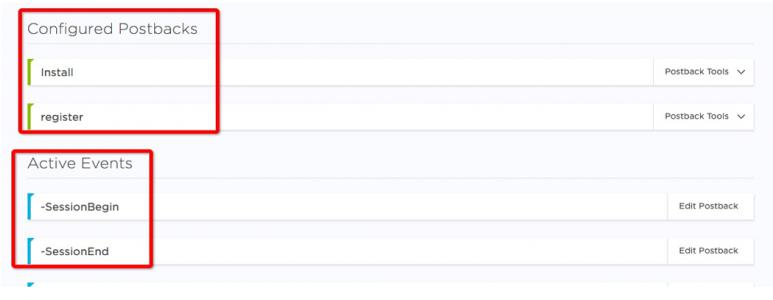 Configured Postbacks
Install
Postback Tools
register
Postback Tools
Active Events
-SessionBegin
Edit Postback
-SessionEnd
Edit Postback